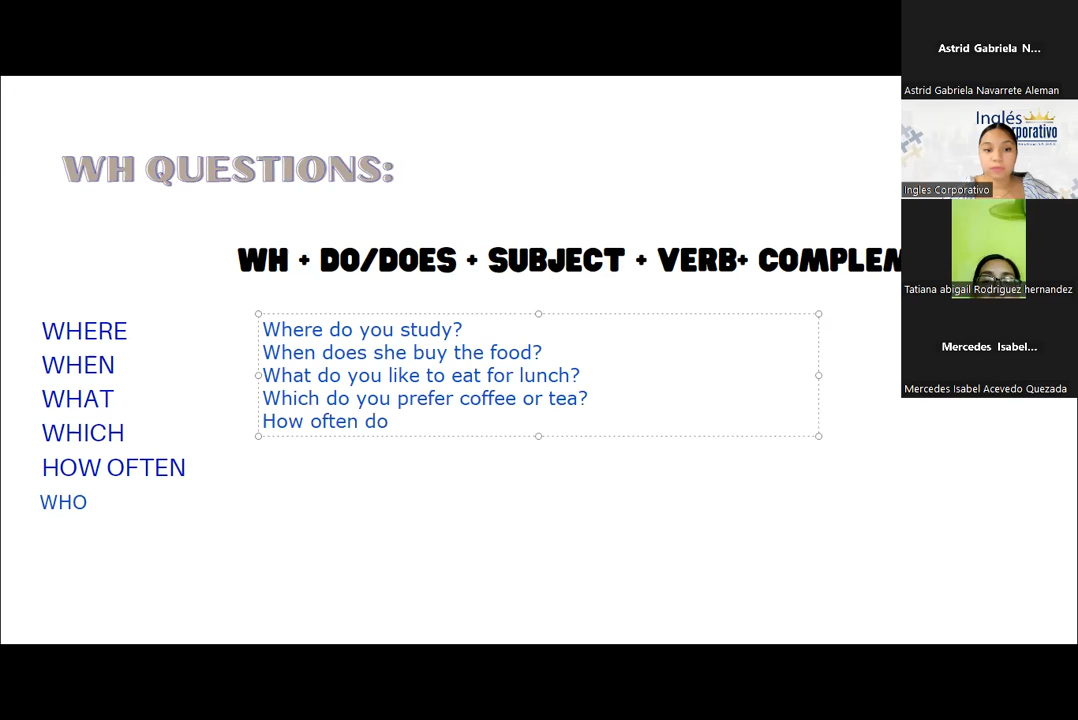 WH QUESTIONS:
WH + DO/DOES + SUBJECT + VERB+ COMPLEM
WHERE
WHEN
WHAT
WHICH
HOW OFTEN
WHO
Where do you study?
When does she buy the food?
What do you like to eat for lunch?
Which do you prefer coffee or tea?
How often do
Astrid Gabriela N...
Astrid Gabriela Navarrete Aleman
Inglés
Ingles Corporativo
Tatiana abigail Rodriguez hernandez
Mercedes Isabel...
Mercedes Isabel Acevedo Quezada